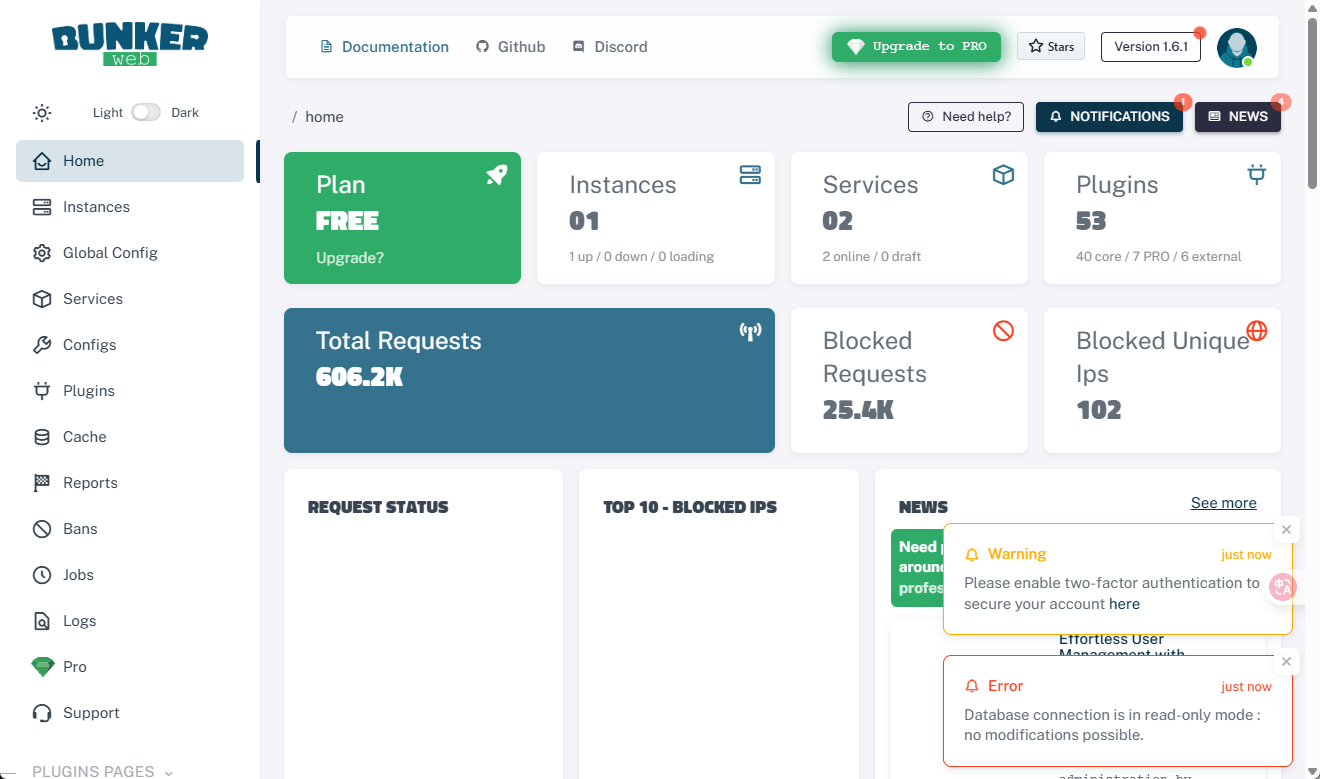 BUNKER
web
Documentation
Github
Discord
Upgrade to PRO
Stars
Version 1.6.1
Light
Dark
/ home
Need help?
NOTIFICATIONS
1
NEWS
4
Home
Instances
Global Config
Services
Configs
Plugins
Cache
Reports
Bans
Jobs
Logs
Pro
Support
PLUGINS PAGES
Plan
FREE
Upgrade?
Instances
01
1 up / 0 down / 0 loading
Services
02
2 online / 0 draft
Plugins
53
40 core / 7 PRO / 6 external
Total Requests
606.2K
Blocked
Requests
25.4K
Blocked Unique
Ips
102
REQUEST STATUS
TOP 10 - BLOCKED IPS
NEWS
See more
Need
around
profes
Warning
just now
Please enable two-factor authentication to
secure your account here
Effortless User
Management with
Error
just now
Database connection is in read-only mode :
no modifications possible.
administration by